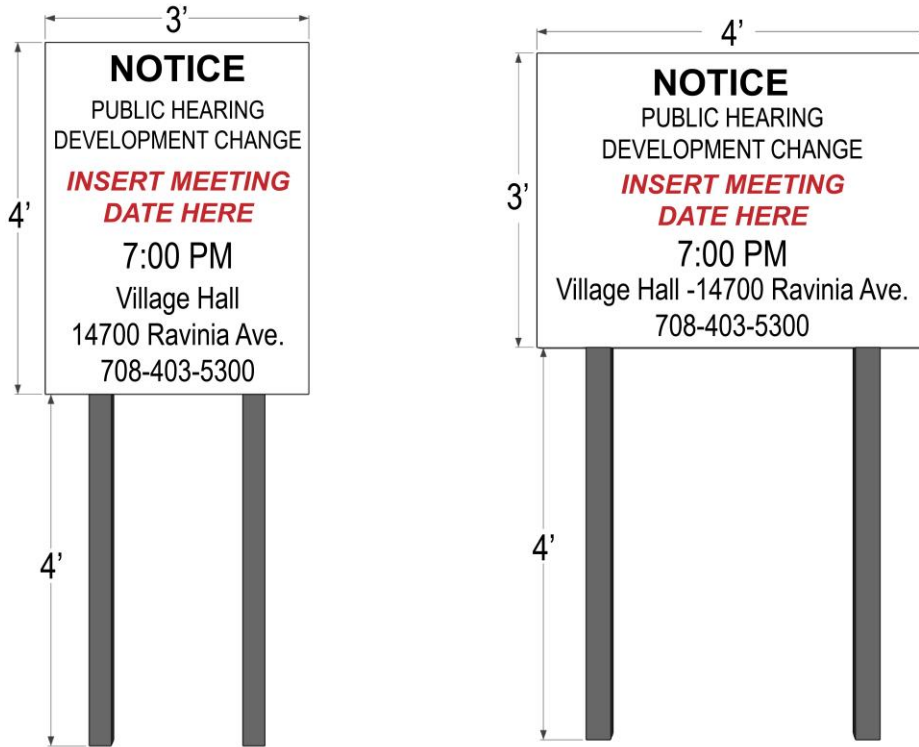 3'
4'
NOTICE
PUBLIC HEARING
DEVELOPMENT CHANGE
INSERT MEETING
DATE HERE
7:00 PM
Village Hall
14700 Ravinia Ave.
708-403-5300
4'
4'
3'
NOTICE
PUBLIC HEARING
DEVELOPMENT CHANGE
INSERT MEETING
DATE HERE
7:00 PM
Village Hall -14700 Ravinia Ave.
708-403-5300
4'